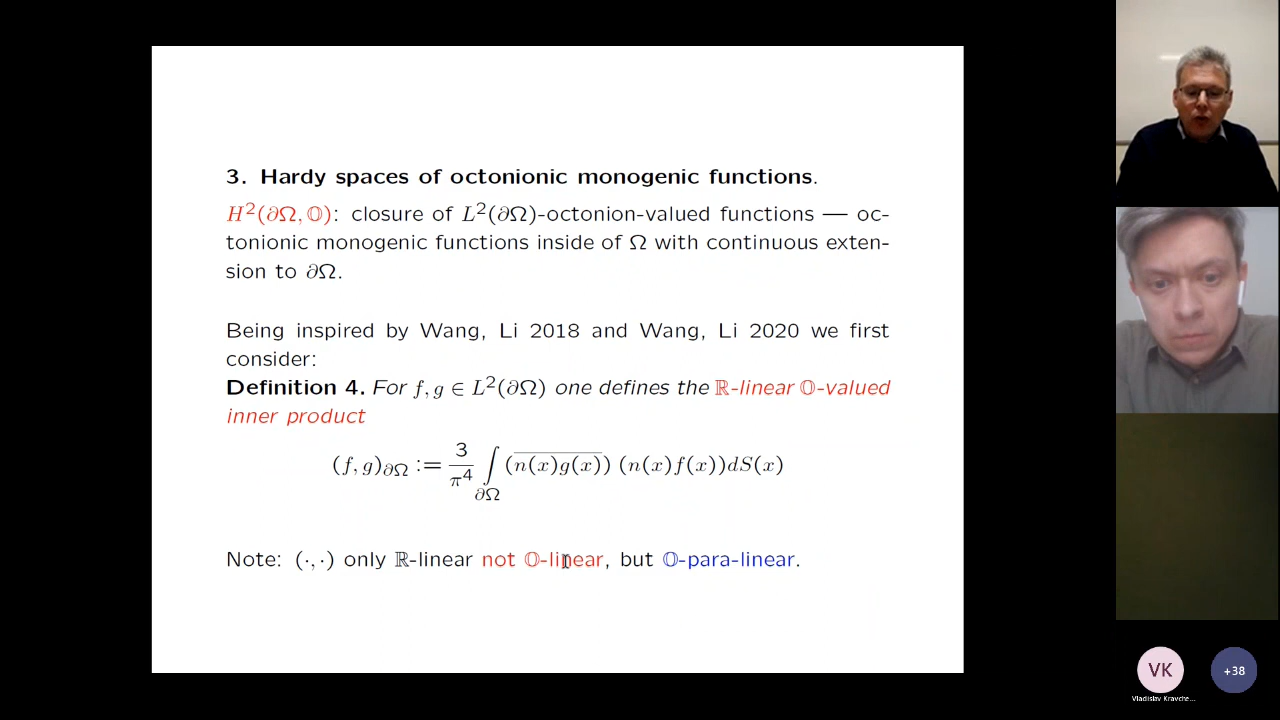 3. Hardy spaces of octonionic monogenic functions.
H²(∂Ω, 𝕆): closure of L²(∂Ω)-octonion-valued functions — oc-
tonionic monogenic functions inside of Ω with continuous exten-
sion to ∂Ω.
Being inspired by Wang, Li 2018 and Wang, Li 2020 we first
consider:
Definition 4. For f, g ∈ L²(∂Ω) one defines the ℝ-linear 𝕆-valued
inner product
(f, g)∂Ω := 3/π⁴ ∫∂Ω (n(x)g(x)‾) (n(x)f(x))dS(x)
Note: (·,·) only ℝ-linear not 𝕆-linear, but 𝕆-para-linear.
VK
+38
Vladislav Kravche...